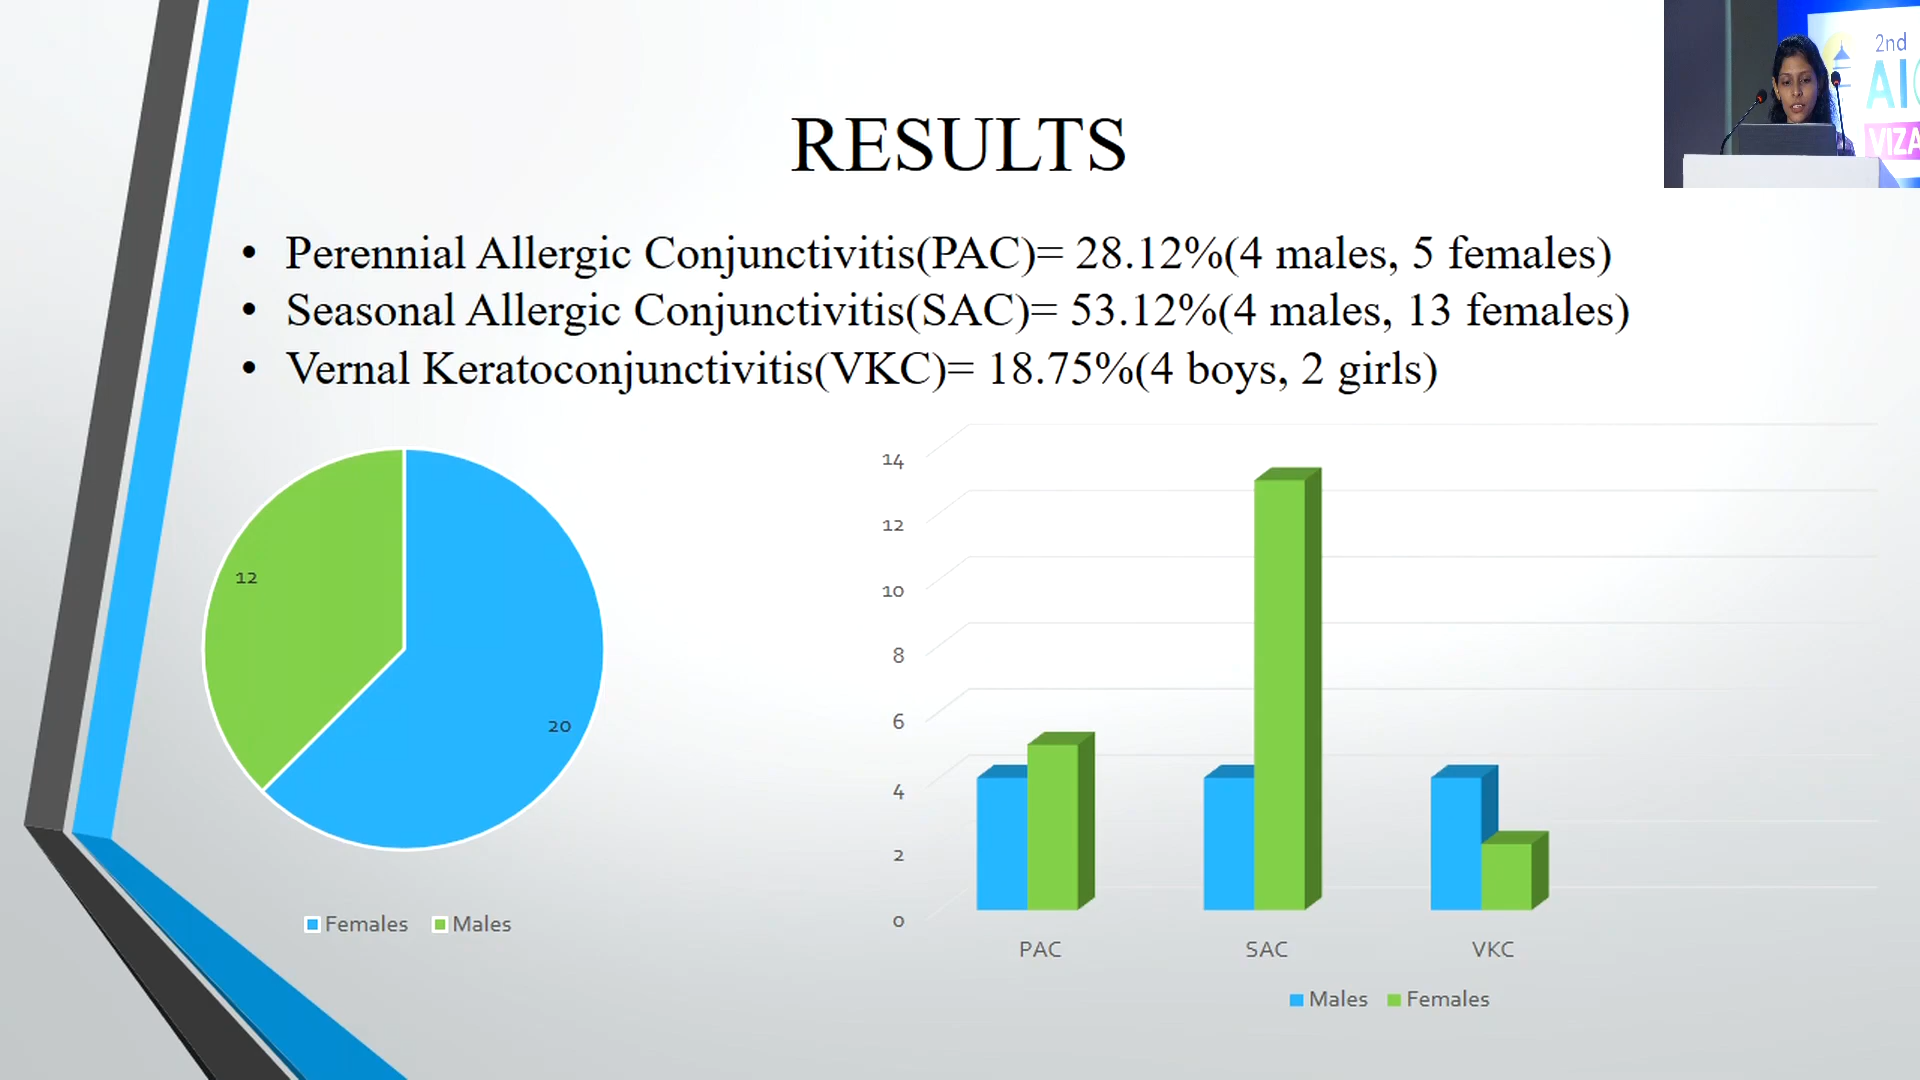 2nd
AI
VIZA
RESULTS
• Perennial Allergic Conjunctivitis(PAC)= 28.12%(4 males, 5 females)
• Seasonal Allergic Conjunctivitis(SAC)= 53.12%(4 males, 13 females)
• Vernal Keratoconjunctivitis(VKC)= 18.75%(4 boys, 2 girls)
12
20
Females Males
14
12
10
8
6
4
2
0
PAC SAC VKC
Males Females